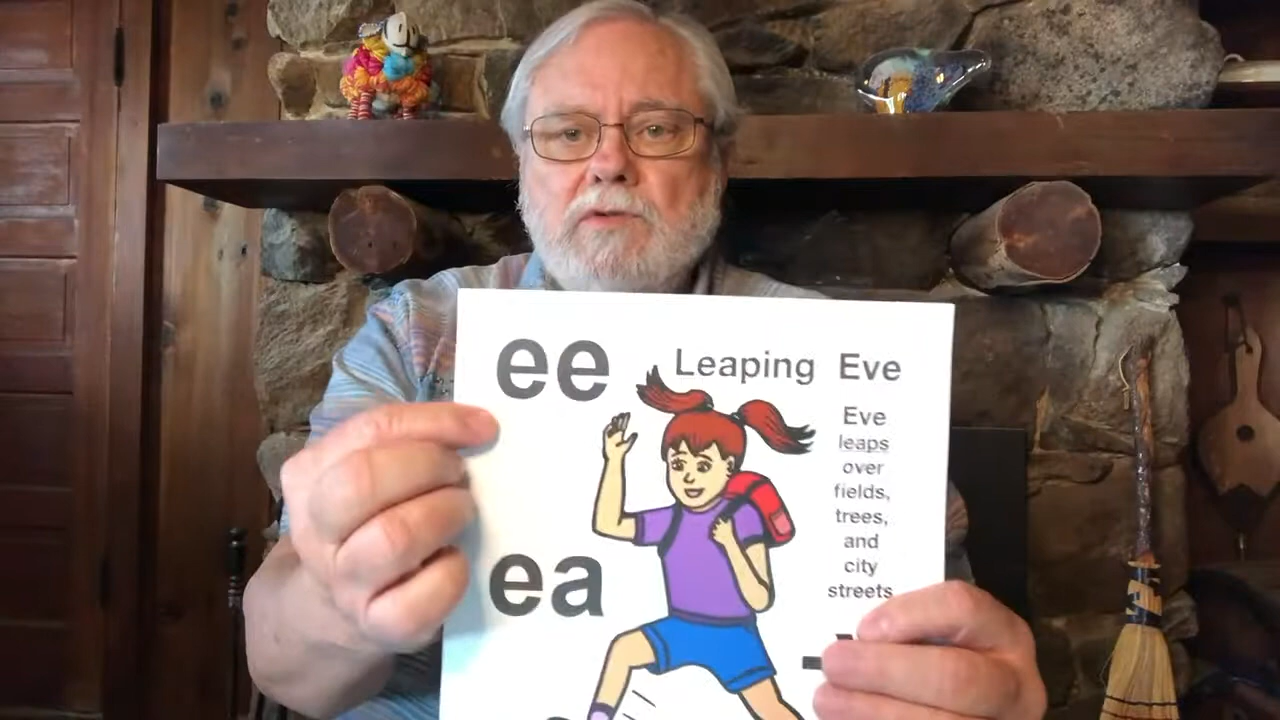 ee
Leaping Eve
Eve
leaps
over
fields,
trees,
and
city
streets
ea